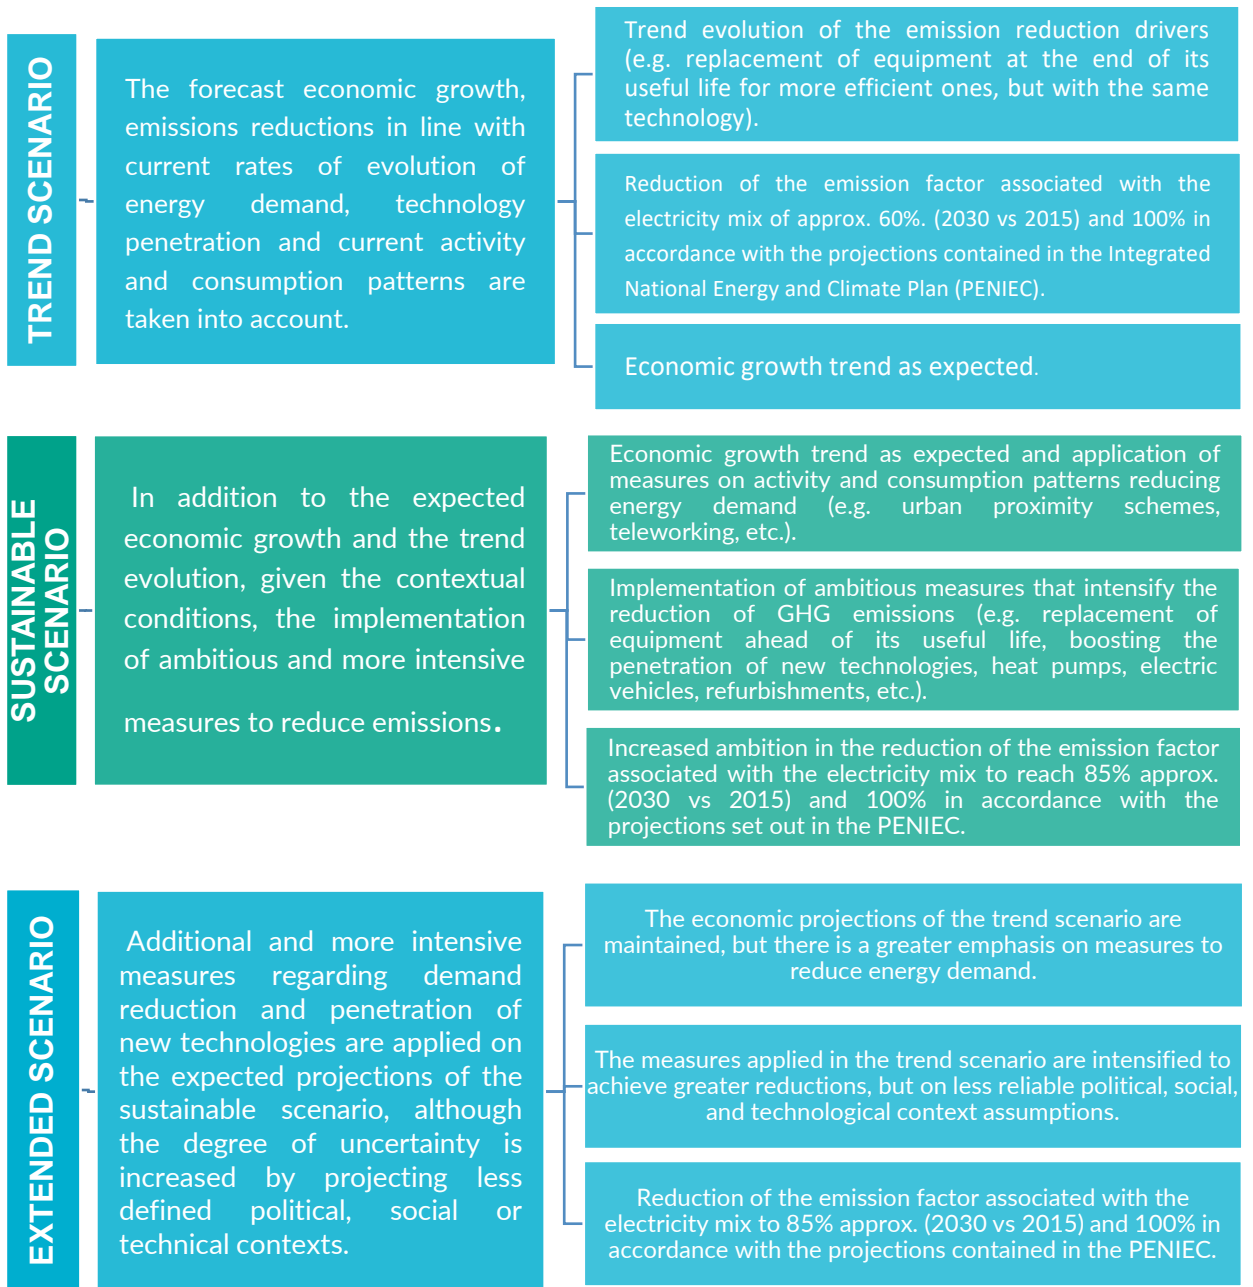 TREND SCENARIO
The forecast economic growth,
emissions reductions in line with
current rates of evolution of
energy demand, technology
penetration and current activity
and consumption patterns are
taken into account.
Trend evolution of the emission reduction drivers
(e.g. replacement of equipment at the end of its
useful life for more efficient ones, but with the same
technology).
Reduction of the emission factor associated with the
electricity mix of approx. 60%. (2030 vs 2015) and 100% in
accordance with the projections contained in the Integrated
National Energy and Climate Plan (PENIEC).
Economic growth trend as expected.
SUSTAINABLE
SCENARIO
In addition to the expected
economic growth and the trend
evolution, given the contextual
conditions, the implementation
of ambitious and more intensive
measures to reduce emissions.
Economic growth trend as expected and application of
measures on activity and consumption patterns reducing
energy demand (e.g. urban proximity schemes,
teleworking, etc.).
Implementation of ambitious measures that intensify the
reduction of GHG emissions (e.g. replacement of
equipment ahead of its useful life, boosting the
penetration of new technologies, heat pumps, electric
vehicles, refurbishments, etc.).
Increased ambition in the reduction of the emission factor
associated with the electricity mix to reach 85% approx.
(2030 vs 2015) and 100% in accordance with the
projections set out in the PENIEC.
EXTENDED SCENARIO
Additional and more intensive
measures regarding demand
reduction and penetration of
new technologies are applied on
the expected projections of the
sustainable scenario, although
the degree of uncertainty is
increased by projecting less
defined political, social or
technical contexts.
The economic projections of the trend scenario are
maintained, but there is a greater emphasis on measures to
reduce energy demand.
The measures applied in the trend scenario are intensified to
achieve greater reductions, but on less reliable political, social,
and technological context assumptions.
Reduction of the emission factor associated with the
electricity mix to 85% approx. (2030 vs 2015) and 100% in
accordance with the projections contained in the PENIEC.